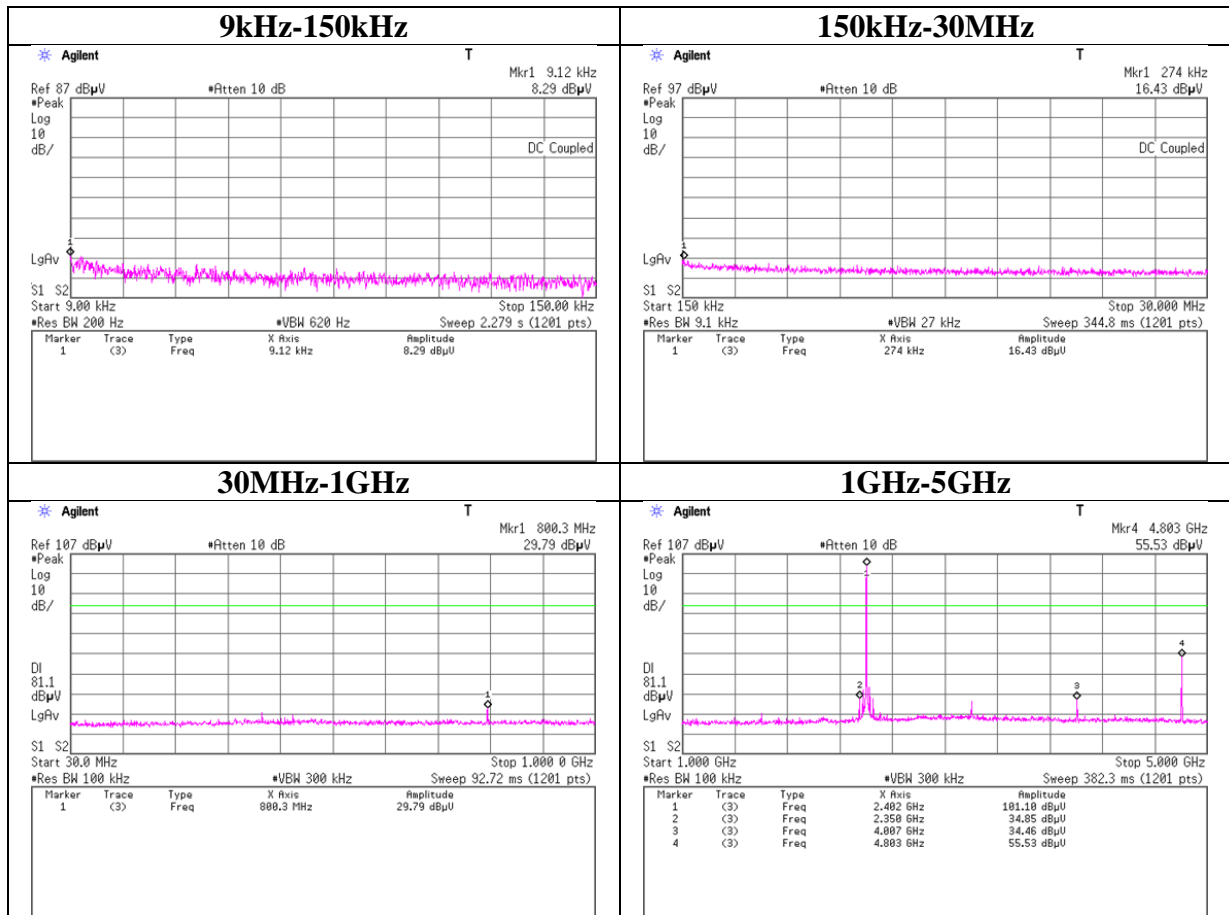 9kHz-150kHz
Agilent T
Mkr1 9.12 kHz
Ref 87 dBµV #Atten 10 dB 8.29 dBµV
#Peak
Log
10
dB/ DC Coupled
1
LgAv
S1 S2
Start 9.00 kHz Stop 150.00 kHz
#Res BW 200 Hz #VBW 620 Hz Sweep 2.279 s (1201 pts)
Marker Trace Type X Axis Amplitude
1 (3) Freq 9.12 kHz 8.29 dBµV
150kHz-30MHz
Agilent T
Mkr1 274 kHz
Ref 97 dBµV #Atten 10 dB 16.43 dBµV
#Peak
Log
10
dB/ DC Coupled
1
LgAv
S1 S2
Start 150 kHz Stop 30.000 MHz
#Res BW 9.1 kHz #VBW 27 kHz Sweep 344.8 ms (1201 pts)
Marker Trace Type X Axis Amplitude
1 (3) Freq 274 kHz 16.43 dBµV
30MHz-1GHz
Agilent T
Mkr1 800.3 MHz
Ref 107 dBµV #Atten 10 dB 29.79 dBµV
#Peak
Log
10
dB/
DI
81.1
dBµV
1
LgAv
S1 S2
Start 30.0 MHz Stop 1.000 0 GHz
#Res BW 100 kHz #VBW 300 kHz Sweep 92.72 ms (1201 pts)
Marker Trace Type X Axis Amplitude
1 (3) Freq 800.3 MHz 29.79 dBµV
1GHz-5GHz
Agilent T
Mkr4 4.803 GHz
Ref 107 dBµV #Atten 10 dB 55.53 dBµV
#Peak
Log
10
1
dB/
4
DI
81.1
2 3
dBµV
LgAv
S1 S2
Start 1.000 GHz Stop 5.000 GHz
#Res BW 100 kHz #VBW 300 kHz Sweep 382.3 ms (1201 pts)
Marker Trace Type X Axis Amplitude
1 (3) Freq 2.402 GHz 101.10 dBµV
2 (3) Freq 2.350 GHz 34.85 dBµV
3 (3) Freq 4.007 GHz 34.46 dBµV
4 (3) Freq 4.803 GHz 55.53 dBµV